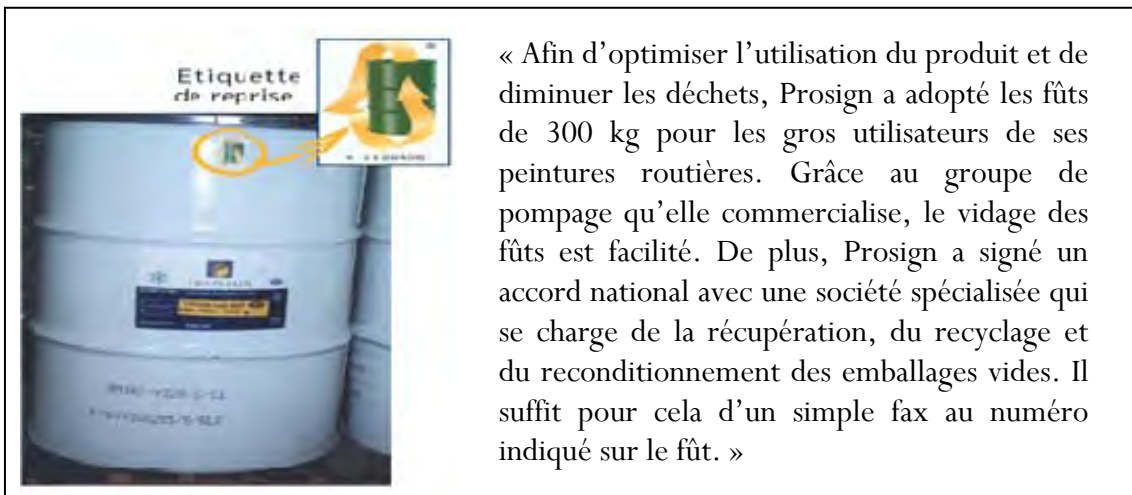 Etiquette
de reprise
« Afin d’optimiser l’utilisation du produit et de
diminuer les déchets, Prosign a adopté les fûts
de 300 kg pour les gros utilisateurs de ses
peintures routières. Grâce au groupe de
pompage qu’elle commercialise, le vidage des
fûts est facilité. De plus, Prosign a signé un
accord national avec une société spécialisée qui
se charge de la récupération, du recyclage et
du reconditionnement des emballages vides. Il
suffit pour cela d’un simple fax au numéro
indiqué sur le fût. »